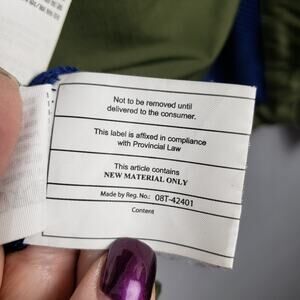 Not to be removed until
delivered to the consumer.
This label is affixed in compliance
with Provincial Law
This article contains
NEW MATERIAL ONLY
Made by Reg. No.: 08T-42401
Content